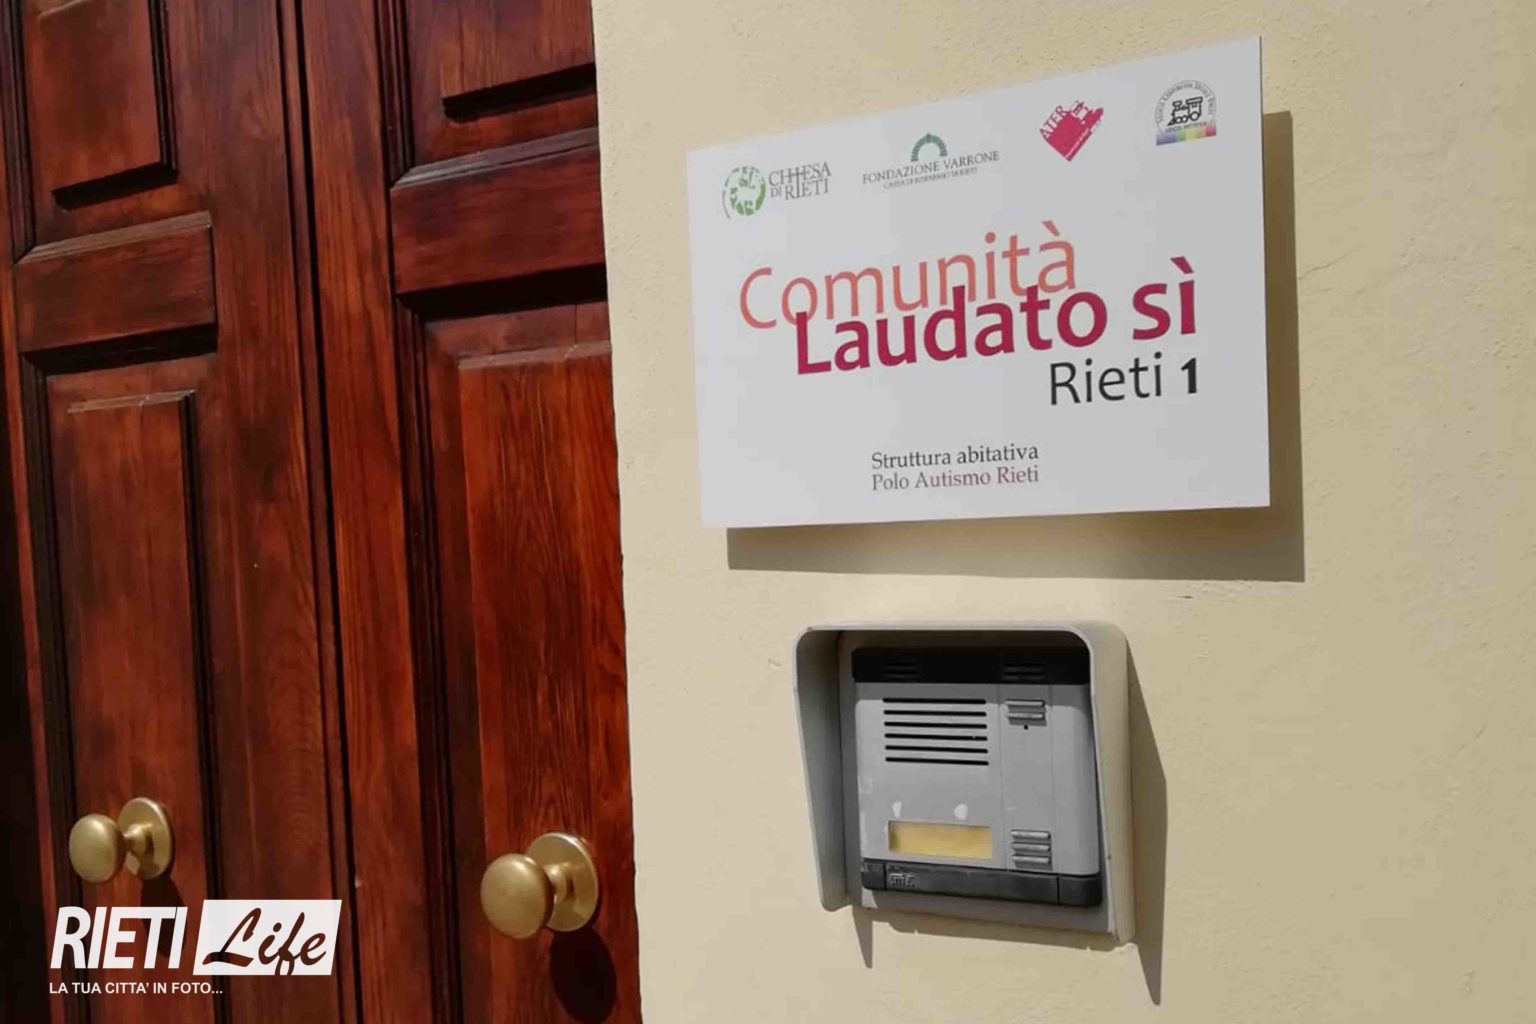 CHIESA
DI RIETI
FONDAZIONE VARRONE
CASSA DI RISPARMIO DI RIETI
ATER
Comunità
Laudato sì
Rieti 1
Struttura abitativa
Polo Autismo Rieti
RIETI Life
LA TUA CITTA' IN FOTO...